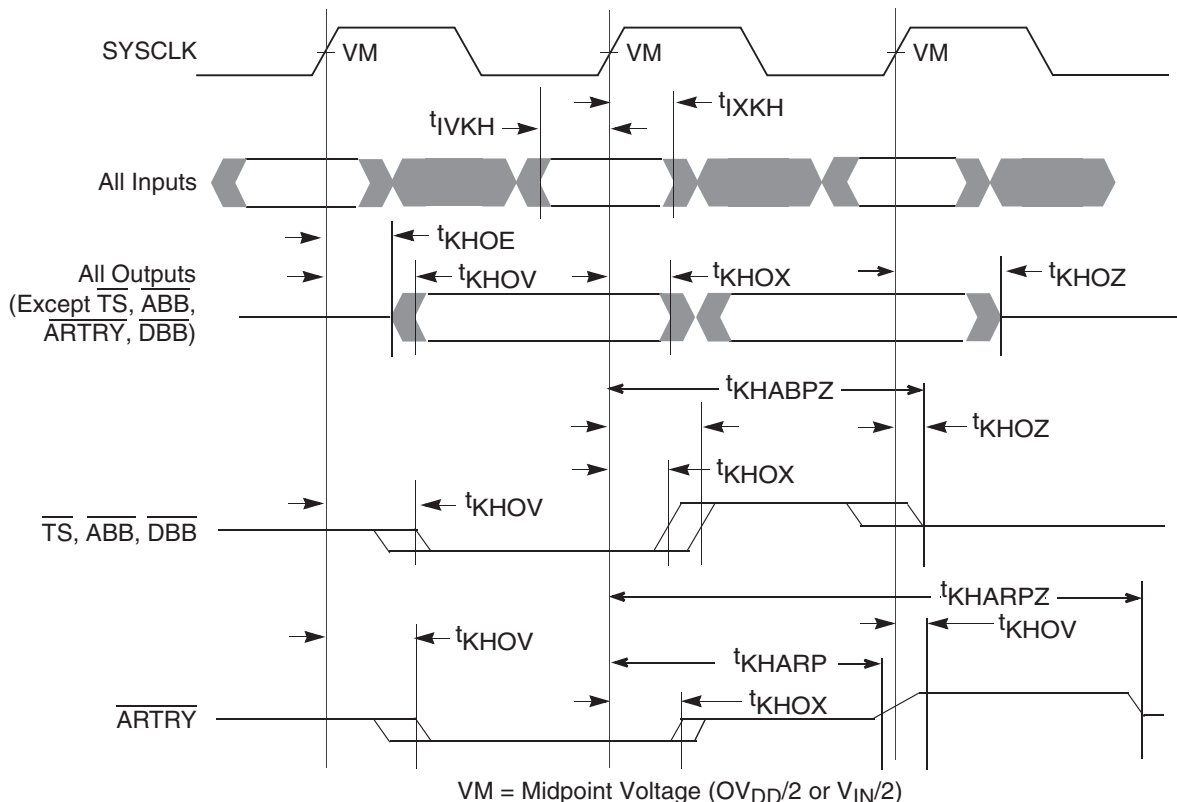 SYSCLK
VM
VM
VM
tIVKH
tIXKH
All Inputs
tKHOE
All Outputs
(Except TS, ABB,
ARTRY, DBB)
tKHOV
tKHOX
tKHOZ
tKHABPZ
tKHOZ
tKHOX
tKHOV
TS, ABB, DBB
tKHARPZ
tKHOV
tKHOV
tKHARP
tKHOX
ARTRY
VM = Midpoint Voltage (OVDD/2 or VIN/2)